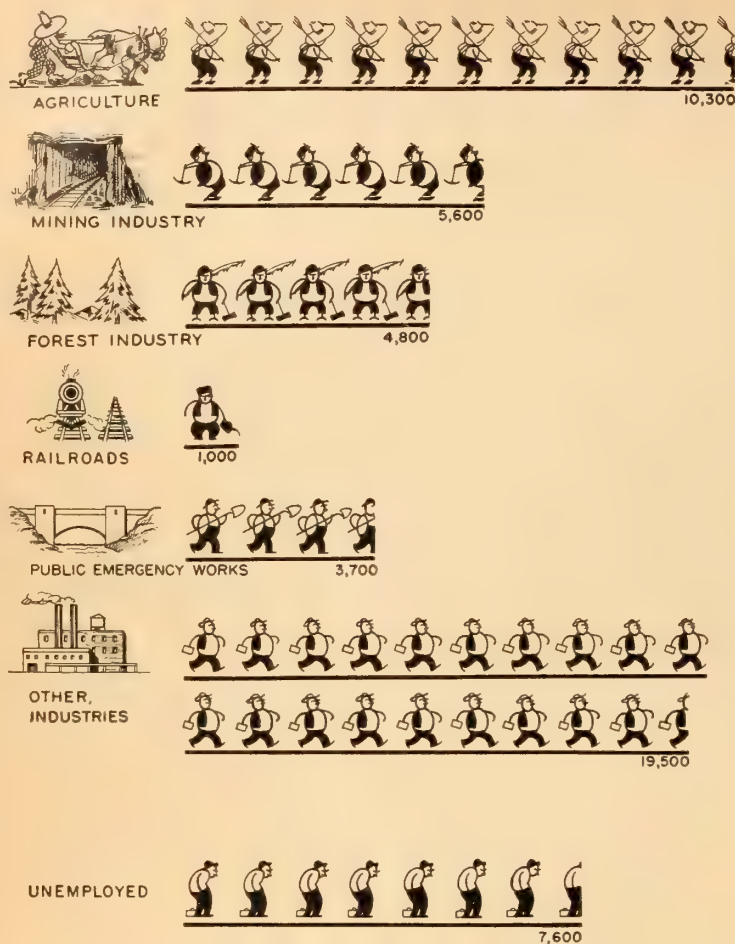 AGRICULTURE
10,300
MINING INDUSTRY
5,600
FOREST INDUSTRY
4,800
RAILROADS
1,000
PUBLIC EMERGENCY WORKS
3,700
OTHER,
INDUSTRIES
19,500
UNEMPLOYED
7,600